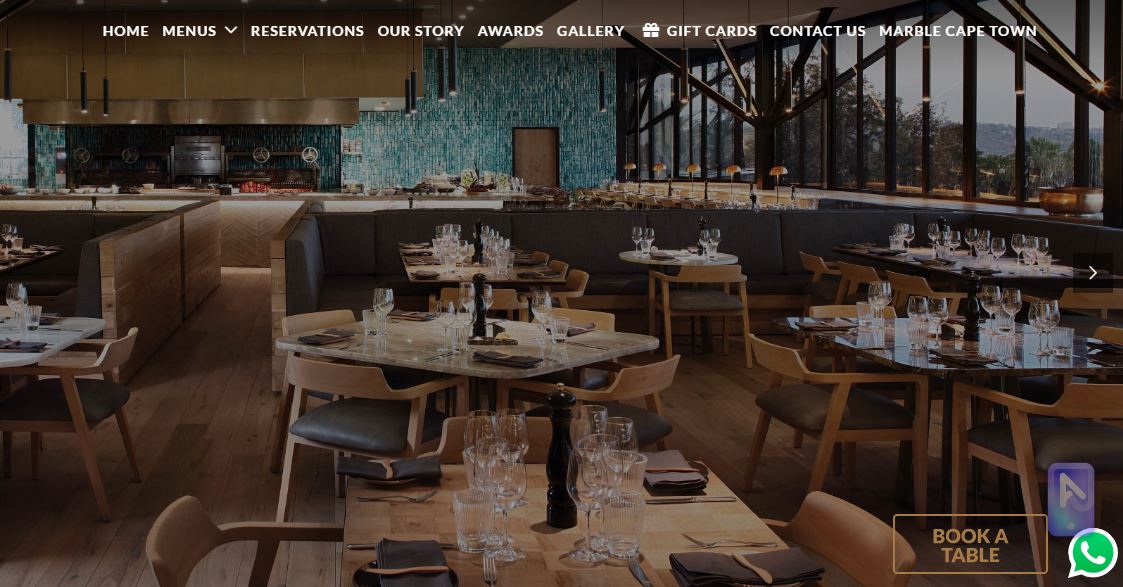 HOME MENUS RESERVATIONS OUR STORY AWARDS GALLERY GIFT CARDS CONTACT US MARBLE CAPE TOWN
BOOK A
TABLE